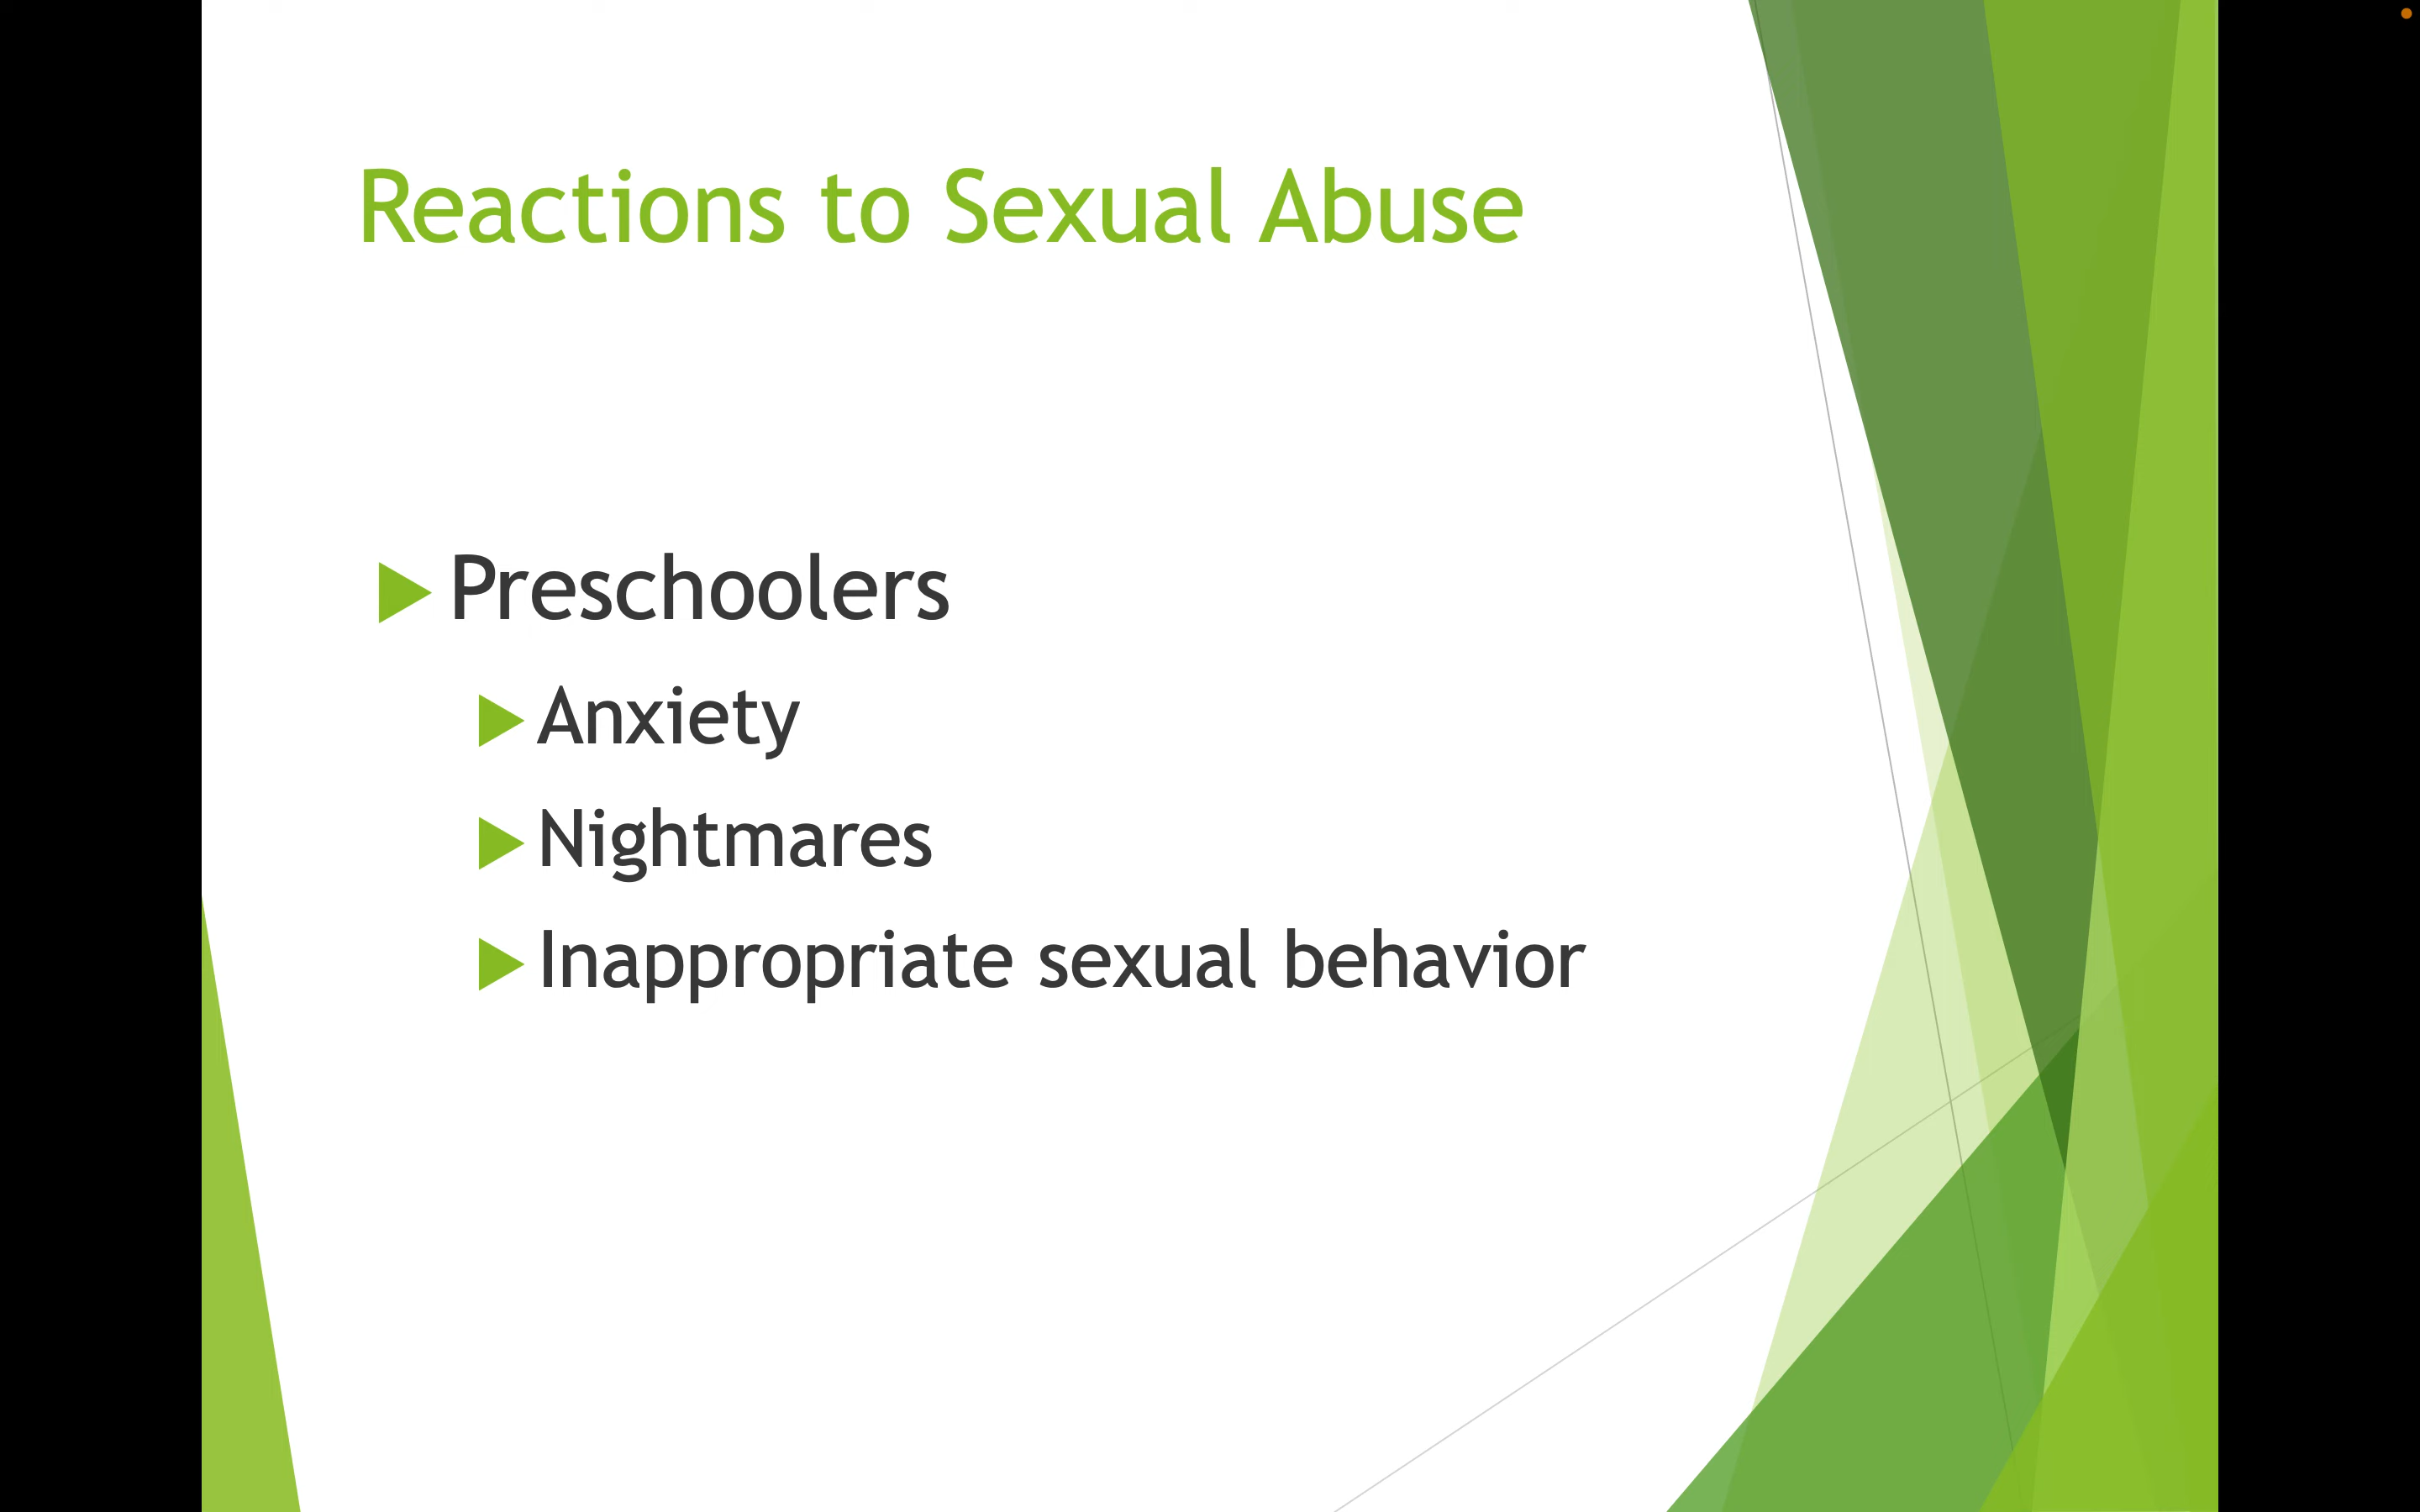 Reactions to Sexual Abuse
Preschoolers
Anxiety
Nightmares
Inappropriate sexual behavior